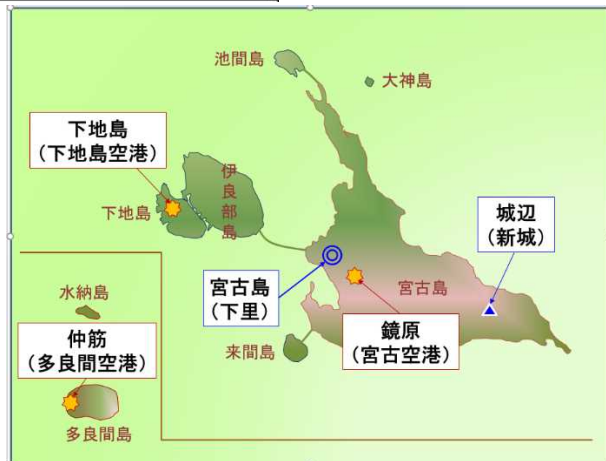 池間島
大神島
下地島
(下地島空港)
伊良部島
下地島
城辺
(新城)
宮古島
(下里)
宮古島
鏡原
(宮古空港)
来間島
水納島
仲筋
(多良間空港)
多良間島